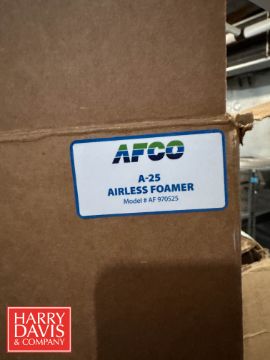 AFCO
A-25
AIRLESS FOAMER
Model # AF 970525
HARRY
DAVIS
& COMPANY